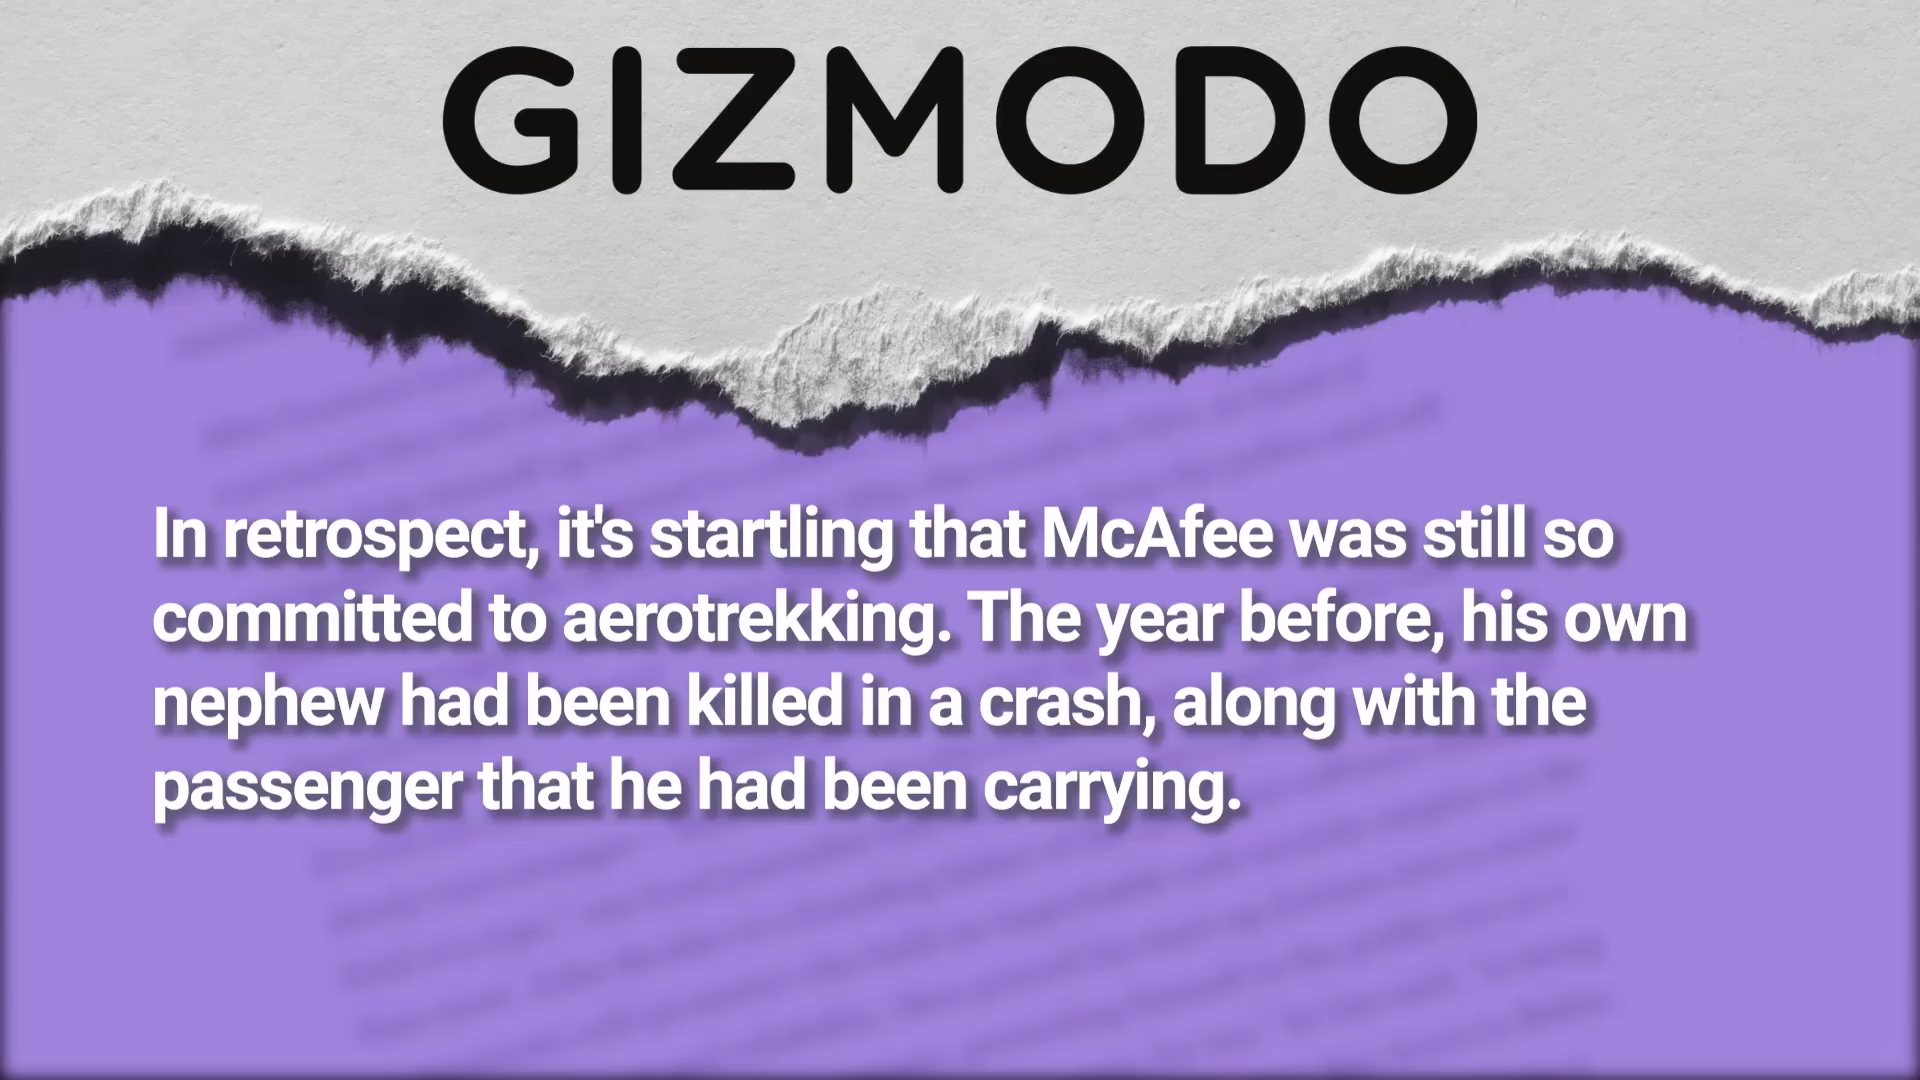 GIZMODO
In retrospect, it's startling that McAfee was still so
committed to aerotrekking. The year before, his own
nephew had been killed in a crash, along with the
passenger that he had been carrying.